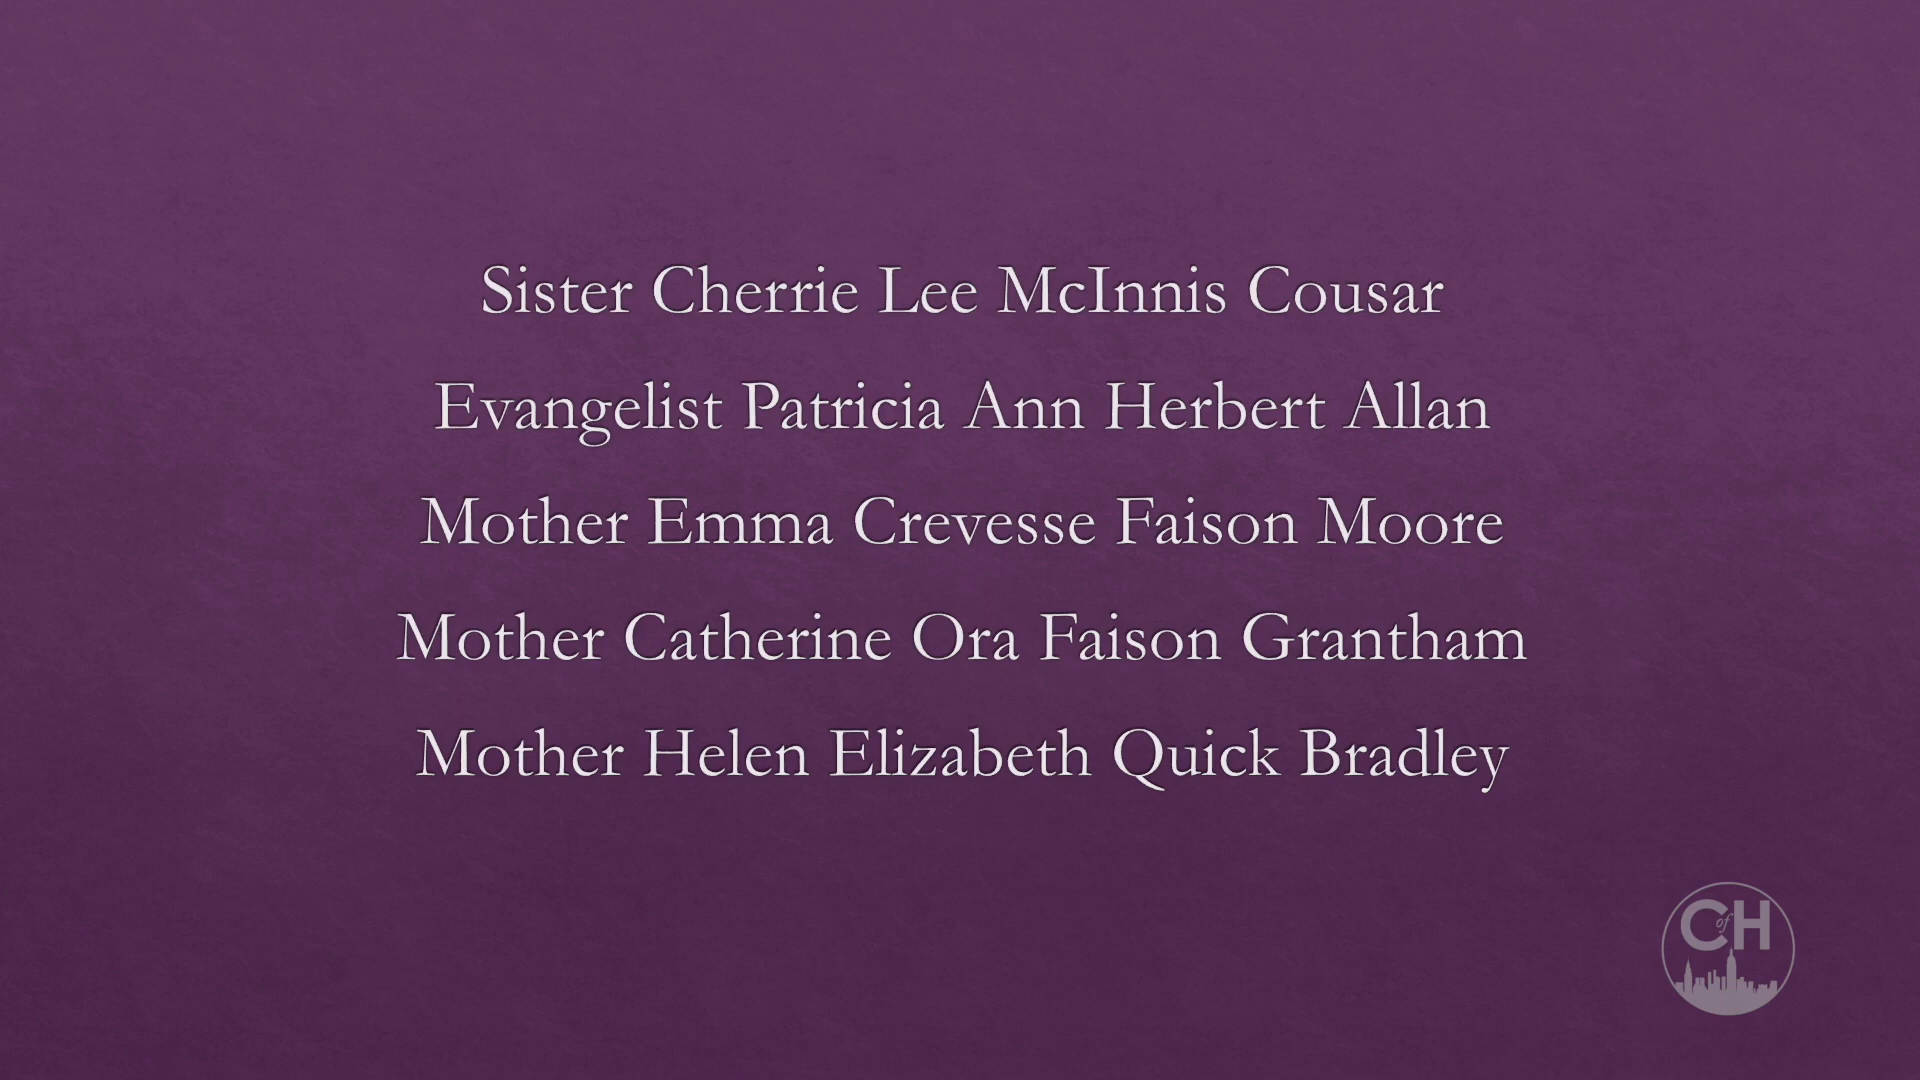 Sister Cherrie Lee McInnis Cousar
Evangelist Patricia Ann Herbert Allan
Mother Emma Crevesse Faison Moore
Mother Catherine Ora Faison Grantham
Mother Helen Elizabeth Quick Bradley
C of H